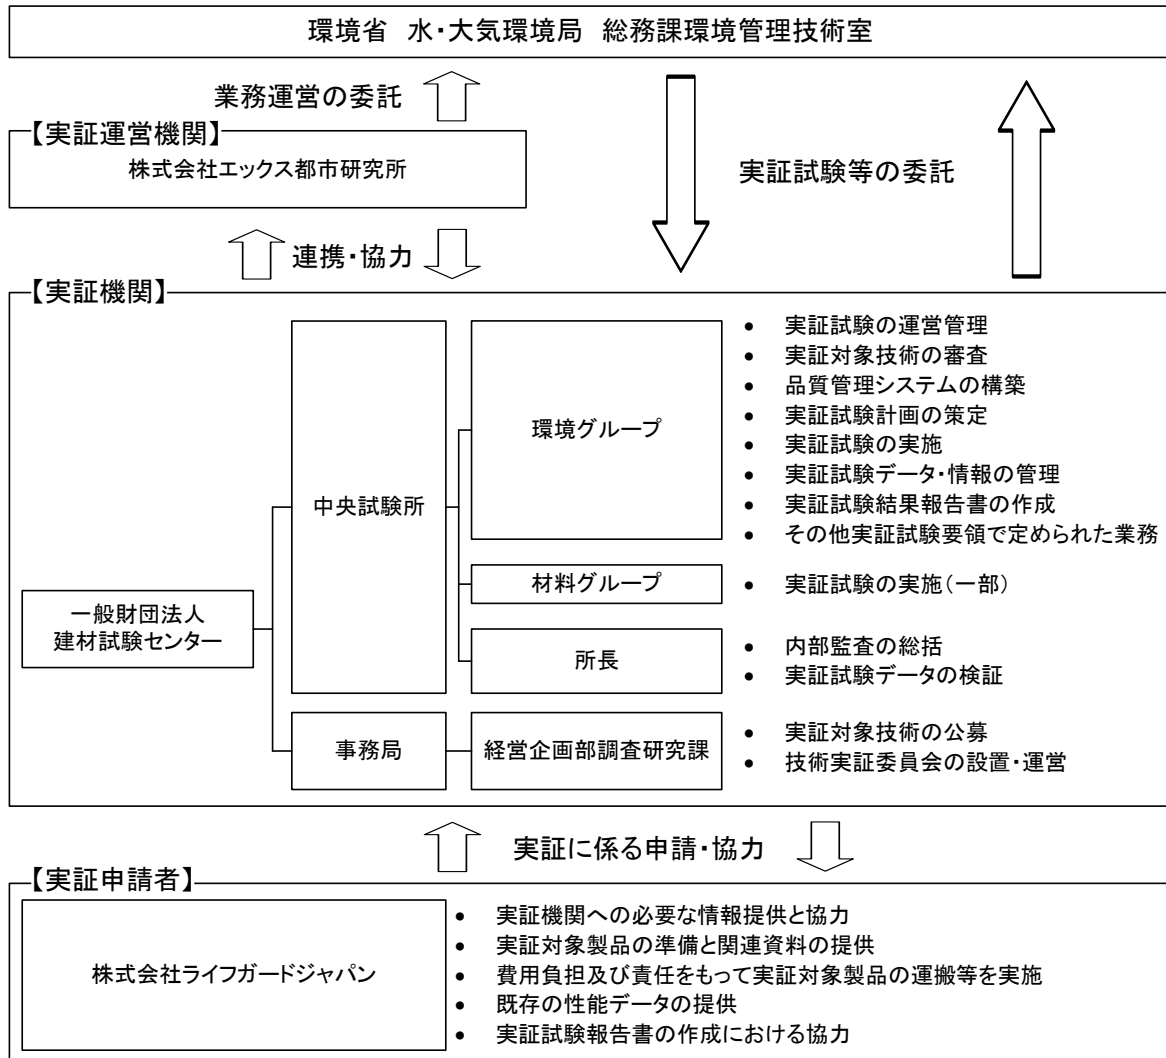 環境省 水・大気環境局 総務課環境管理技術室
業務運営の委託
【実証運営機関】
株式会社エックス都市研究所
実証試験等の委託
連携・協力
【実証機関】
一般財団法人
建材試験センター
中央試験所
環境グループ
• 実証試験の運営管理
• 実証対象技術の審査
• 品質管理システムの構築
• 実証試験計画の策定
• 実証試験の実施
• 実証試験データ・情報の管理
• 実証試験結果報告書の作成
• その他実証試験要領で定められた業務
材料グループ
• 実証試験の実施（一部）
所長
• 内部監査の総括
• 実証試験データの検証
事務局
経営企画部調査研究課
• 実証対象技術の公募
• 技術実証委員会の設置・運営
実証に係る申請・協力
【実証申請者】
株式会社ライフガードジャパン
• 実証機関への必要な情報提供と協力
• 実証対象製品の準備と関連資料の提供
• 費用負担及び責任をもって実証対象製品の運搬等を実施
• 既存の性能データの提供
• 実証試験報告書の作成における協力